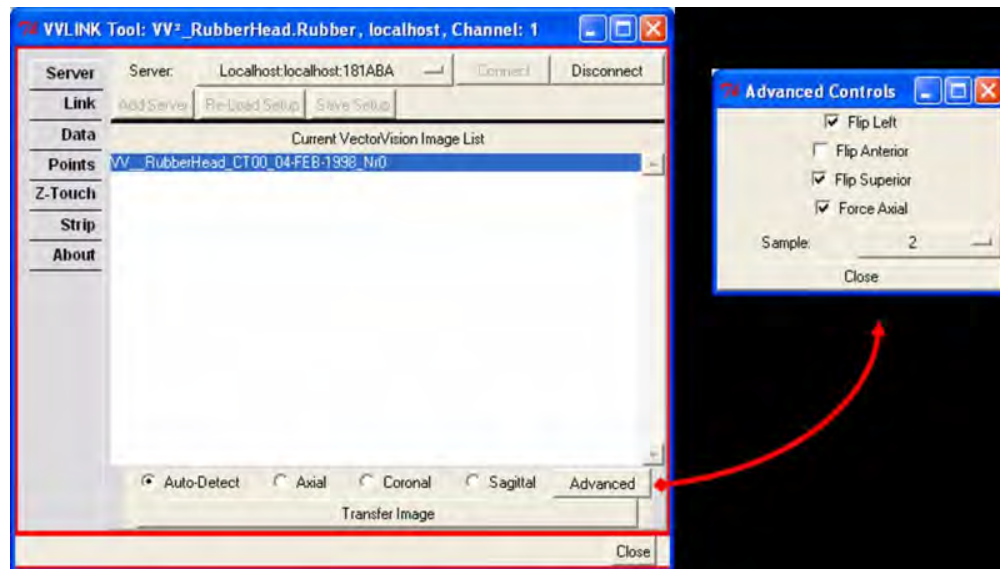 VVLINK Tool: VV²_RubberHead.Rubber, localhost, Channel: 1
Server
Link
Data
Points
Z-Touch
Strip
About
Server: Localhost:localhost:181ABA Connect Disconnect
Add Server Re-Load Setup Save Setup
Current VectorVision Image List
VV__RubberHead_CT00_04-FEB-1998_Nr0
Auto-Detect Axial Coronal Sagittal Advanced
Transfer Image
Close
Advanced Controls
Flip Left
Flip Anterior
Flip Superior
Force Axial
Sample: 2
Close